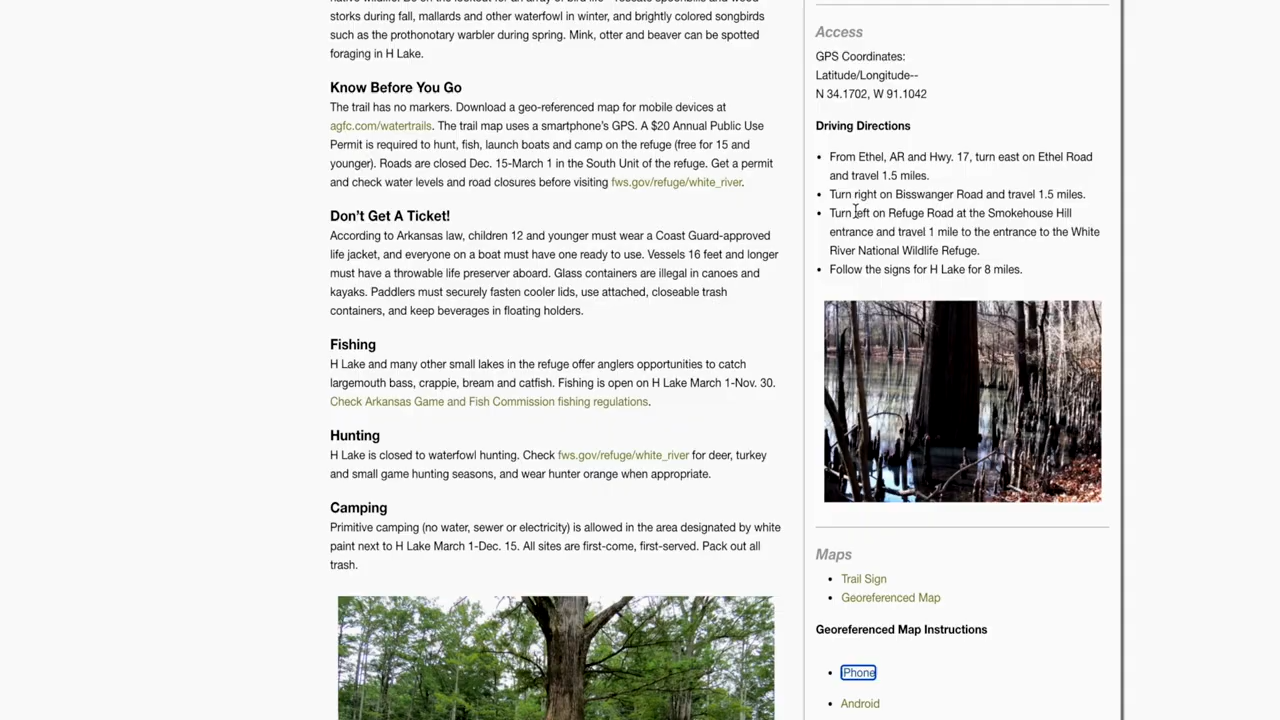 native wildlife. Be on the lookout for an array of bird life--roseate spoonbills and wood
storks during fall, mallards and other waterfowl in winter, and brightly colored songbirds
such as the prothonotary warbler during spring. Mink, otter and beaver can be spotted
foraging in H Lake.
Know Before You Go
The trail has no markers. Download a geo-referenced map for mobile devices at
agfc.com/watertrails. The trail map uses a smartphone's GPS. A $20 Annual Public Use
Permit is required to hunt, fish, launch boats and camp on the refuge (free for 15 and
younger). Roads are closed Dec. 15-March 1 in the South Unit of the refuge. Get a permit
and check water levels and road closures before visiting fws.gov/refuge/white_river.
Don't Get A Ticket!
According to Arkansas law, children 12 and younger must wear a Coast Guard-approved
life jacket, and everyone on a boat must have one ready to use. Vessels 16 feet and longer
must have a throwable life preserver aboard. Glass containers are illegal in canoes and
kayaks. Paddlers must securely fasten cooler lids, use attached, closeable trash
containers, and keep beverages in floating holders.
Fishing
H Lake and many other small lakes in the refuge offer anglers opportunities to catch
largemouth bass, crappie, bream and catfish. Fishing is open on H Lake March 1-Nov. 30.
Check Arkansas Game and Fish Commission fishing regulations.
Hunting
H Lake is closed to waterfowl hunting. Check fws.gov/refuge/white_river for deer, turkey
and small game hunting seasons, and wear hunter orange when appropriate.
Camping
Primitive camping (no water, sewer or electricity) is allowed in the area designated by white
paint next to H Lake March 1-Dec. 15. All sites are first-come, first-served. Pack out all
trash.
Access
GPS Coordinates:
Latitude/Longitude--
N 34.1702, W 91.1042
Driving Directions
• From Ethel, AR and Hwy. 17, turn east on Ethel Road
and travel 1.5 miles.
• Turn right on Bisswanger Road and travel 1.5 miles.
• Turn left on Refuge Road at the Smokehouse Hill
entrance and travel 1 mile to the entrance to the White
River National Wildlife Refuge.
• Follow the signs for H Lake for 8 miles.
Maps
• Trail Sign
• Georeferenced Map
Georeferenced Map Instructions
• iPhone
• Android